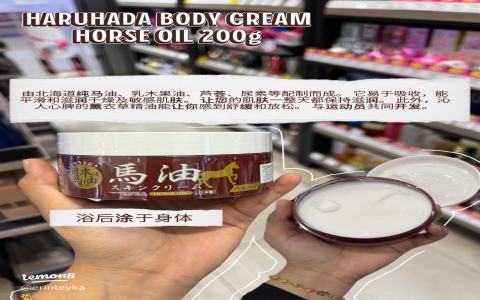 HARUHADA BODY CREAM
HORSE OIL 200g
由北海道纯马油、乳木果油、芦荟、尿素等配制而成。 它易于吸收，能
平滑和滋润干燥及敏感肌肤。 让您的肌肤一整天都保持滋润。 此外，沁
人心脾的薰衣草精油能让你感到舒缓和放松。 与运动员共同开发。
馬油
スキンクリーム
浴后涂于身体
lemon8
@erinteyka